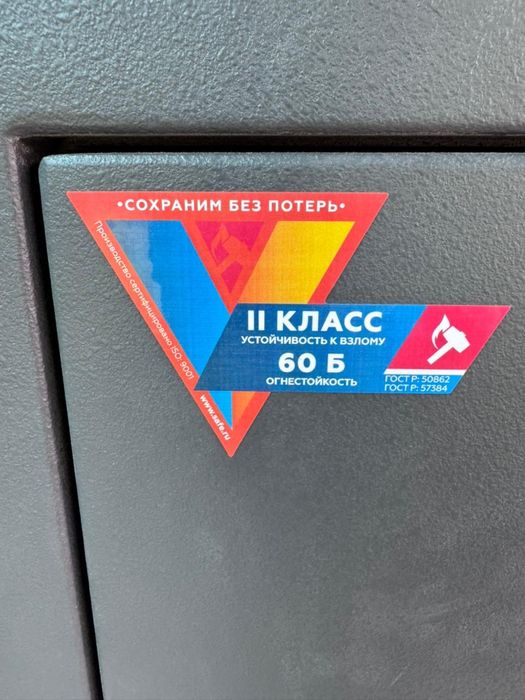 •СОХРАНИМ БЕЗ ПОТЕРЬ•
Производство сертифицировано ISO: 9001
www.safe.ru
II КЛАСС
УСТОЙЧИВОСТЬ К ВЗЛОМУ
60 Б
ОГНЕСТОЙКОСТЬ
ГОСТ Р: 50862
ГОСТ Р: 57384